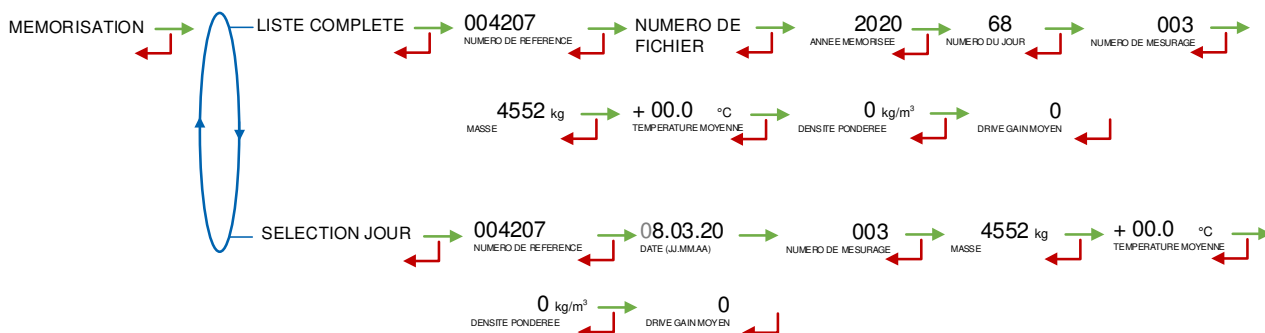 MEMORISATION
LISTE COMPLETE
004207
NUMERO DE REFERENCE
NUMERO DE
FICHIER
2020
ANNEE MEMORISEE
68
NUMERO DU JOUR
003
NUMERO DE MESURAGE
4552 kg
MASSE
+ 00.0 °C
TEMPERATURE MOYENNE
0 kg/m³
DENSITE PONDEREE
0
DRIVE GAIN MOYEN
SELECTION JOUR
004207
NUMERO DE REFERENCE
08.03.20
DATE (JJ.MM.AA)
003
NUMERO DE MESURAGE
4552 kg
MASSE
+ 00.0 °C
TEMPERATURE MOYENNE
0 kg/m³
DENSITE PONDEREE
0
DRIVE GAIN MOYEN